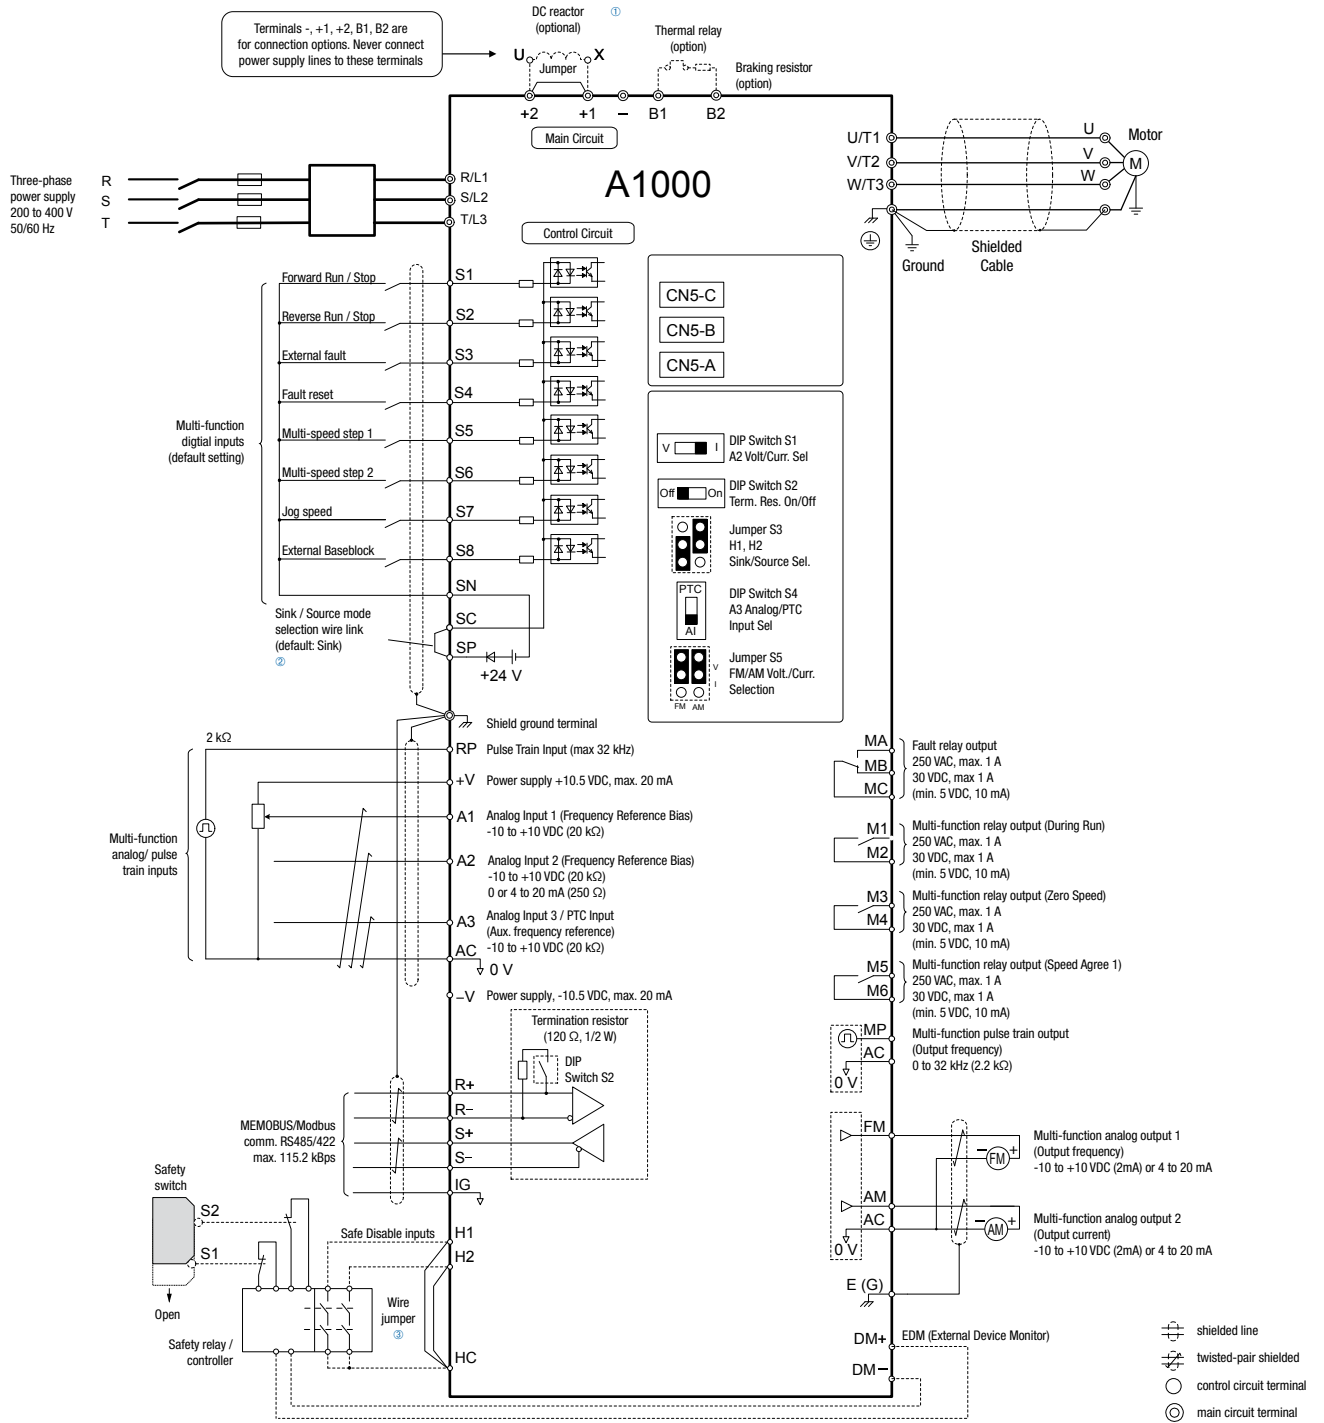 DC reactor ①
(optional)
Terminals -, +1, +2, B1, B2 are
for connection options. Never connect
power supply lines to these terminals
U X
Jumper
Thermal relay
(option)
Braking resistor
(option)
+2 +1 – B1 B2
Main Circuit
A1000
Three-phase
power supply
200 to 400 V
50/60 Hz
R
S
T
R/L1
S/L2
T/L3
U/T1
V/T2
W/T3
U
V
W
Motor
M
Ground
Shielded
Cable
Control Circuit
Multi-function
digtial inputs
(default setting)
Forward Run / Stop
S1
Reverse Run / Stop
S2
External fault
S3
Fault reset
S4
Multi-speed step 1
S5
Multi-speed step 2
S6
Jog speed
S7
External Baseblock
S8
SN
SC
SP
+24 V
Sink / Source mode
selection wire link
(default: Sink)
②
CN5-C
CN5-B
CN5-A
V I
DIP Switch S1
A2 Volt/Curr. Sel
Off On
DIP Switch S2
Term. Res. On/Off
Jumper S3
H1, H2
Sink/Source Sel.
PTC
AI
DIP Switch S4
A3 Analog/PTC
Input Sel
V
I
FM AM
Jumper S5
FM/AM Volt./Curr.
Selection
Shield ground terminal
2 kΩ
Multi-function
analog/ pulse
train inputs
RP Pulse Train Input (max 32 kHz)
+V Power supply +10.5 VDC, max. 20 mA
A1 Analog Input 1 (Frequency Reference Bias)
-10 to +10 VDC (20 kΩ)
A2 Analog Input 2 (Frequency Reference Bias)
-10 to +10 VDC (20 kΩ)
0 or 4 to 20 mA (250 Ω)
A3 Analog Input 3 / PTC Input
(Aux. frequency reference)
-10 to +10 VDC (20 kΩ)
AC
0 V
–V Power supply, -10.5 VDC, max. 20 mA
MA
MB
MC
Fault relay output
250 VAC, max. 1 A
30 VDC, max 1 A
(min. 5 VDC, 10 mA)
M1
M2
Multi-function relay output (During Run)
250 VAC, max. 1 A
30 VDC, max 1 A
(min. 5 VDC, 10 mA)
M3
M4
Multi-function relay output (Zero Speed)
250 VAC, max. 1 A
30 VDC, max 1 A
(min. 5 VDC, 10 mA)
M5
M6
Multi-function relay output (Speed Agree 1)
250 VAC, max. 1 A
30 VDC, max 1 A
(min. 5 VDC, 10 mA)
MP
AC
0 V
Multi-function pulse train output
(Output frequency)
0 to 32 kHz (2.2 kΩ)
Termination resistor
(120 Ω, 1/2 W)
DIP
Switch S2
MEMOBUS/Modbus
comm. RS485/422
max. 115.2 kBps
R+
R–
S+
S–
IG
FM
– FM +
Multi-function analog output 1
(Output frequency)
-10 to +10 VDC (2mA) or 4 to 20 mA
AM
AC
0 V
– AM +
Multi-function analog output 2
(Output current)
-10 to +10 VDC (2mA) or 4 to 20 mA
E (G)
Safety
switch
S2
S1
Open
Safety relay /
controller
Safe Disable inputs
H1
H2
Wire
jumper
③
HC
DM+ EDM (External Device Monitor)
DM–
shielded line
twisted-pair shielded
control circuit terminal
main circuit terminal